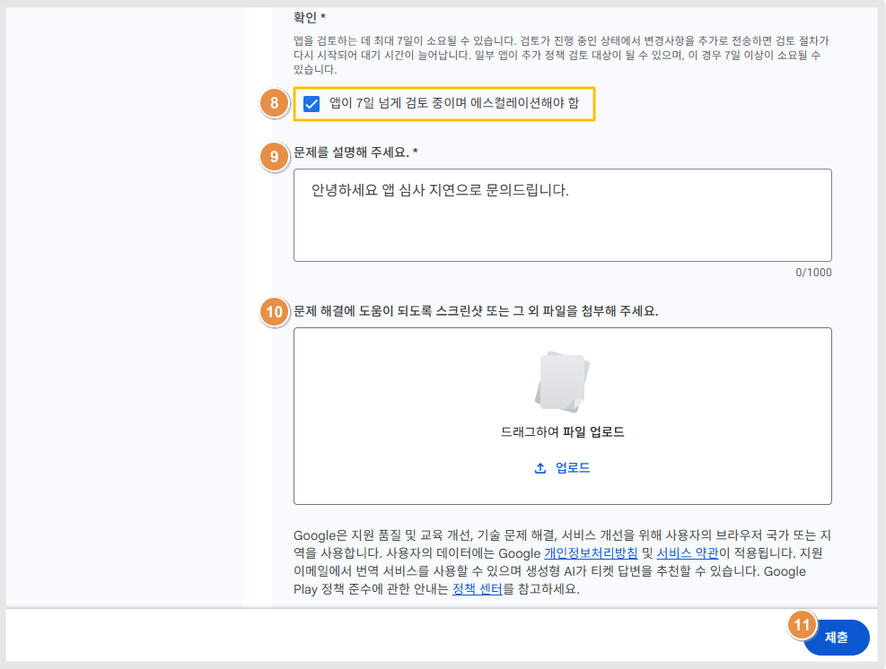 확인 *
앱을 검토하는 데 최대 7일이 소요될 수 있습니다. 검토가 진행 중인 상태에서 변경사항을 추가로 전송하면 검토 절차가
다시 시작되어 대기 시간이 늘어납니다. 일부 앱이 추가 정책 검토 대상이 될 수 있으며, 이 경우 7일 이상이 소요될 수
있습니다.
8 앱이 7일 넘게 검토 중이며 에스컬레이션해야 함
9 문제를 설명해 주세요. *
안녕하세요 앱 심사 지연으로 문의드립니다.
0/1000
10 문제 해결에 도움이 되도록 스크린샷 또는 그 외 파일을 첨부해 주세요.
드래그하여 파일 업로드
업로드
Google은 지원 품질 및 교육 개선, 기술 문제 해결, 서비스 개선을 위해 사용자의 브라우저 국가 또는 지
역을 사용합니다. 사용자의 데이터에는 Google 개인정보처리방침 및 서비스 약관이 적용됩니다. 지원
이메일에서 번역 서비스를 사용할 수 있으며 생성형 AI가 티켓 답변을 추천할 수 있습니다. Google
Play 정책 준수에 관한 안내는 정책 센터를 참고하세요.
11 제출